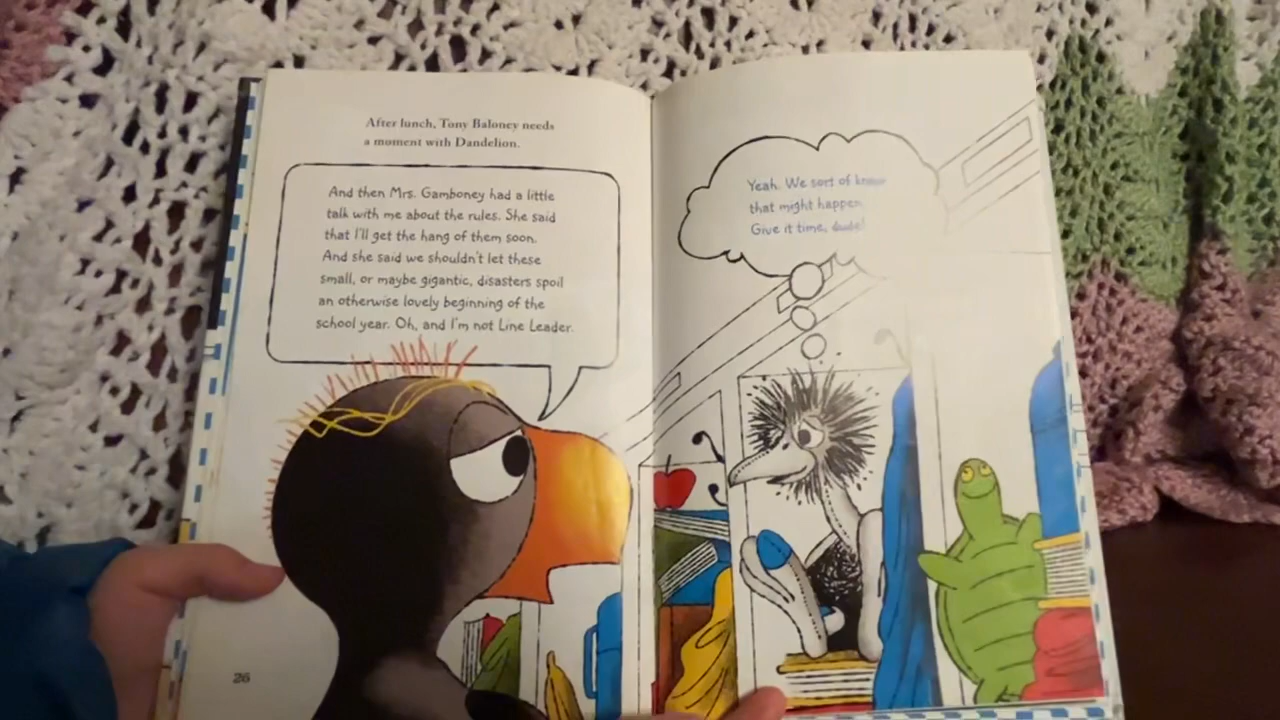 After lunch, Tony Baloney needs
a moment with Dandelion.
And then Mrs. Gamboney had a little
talk with me about the rules. She said
that I'll get the hang of them soon.
And she said we shouldn't let these
small, or maybe gigantic, disasters spoil
an otherwise lovely beginning of the
school year. Oh, and I'm not Line Leader.
Yeah. We sort of know
that might happen.
Give it time, dude!
26